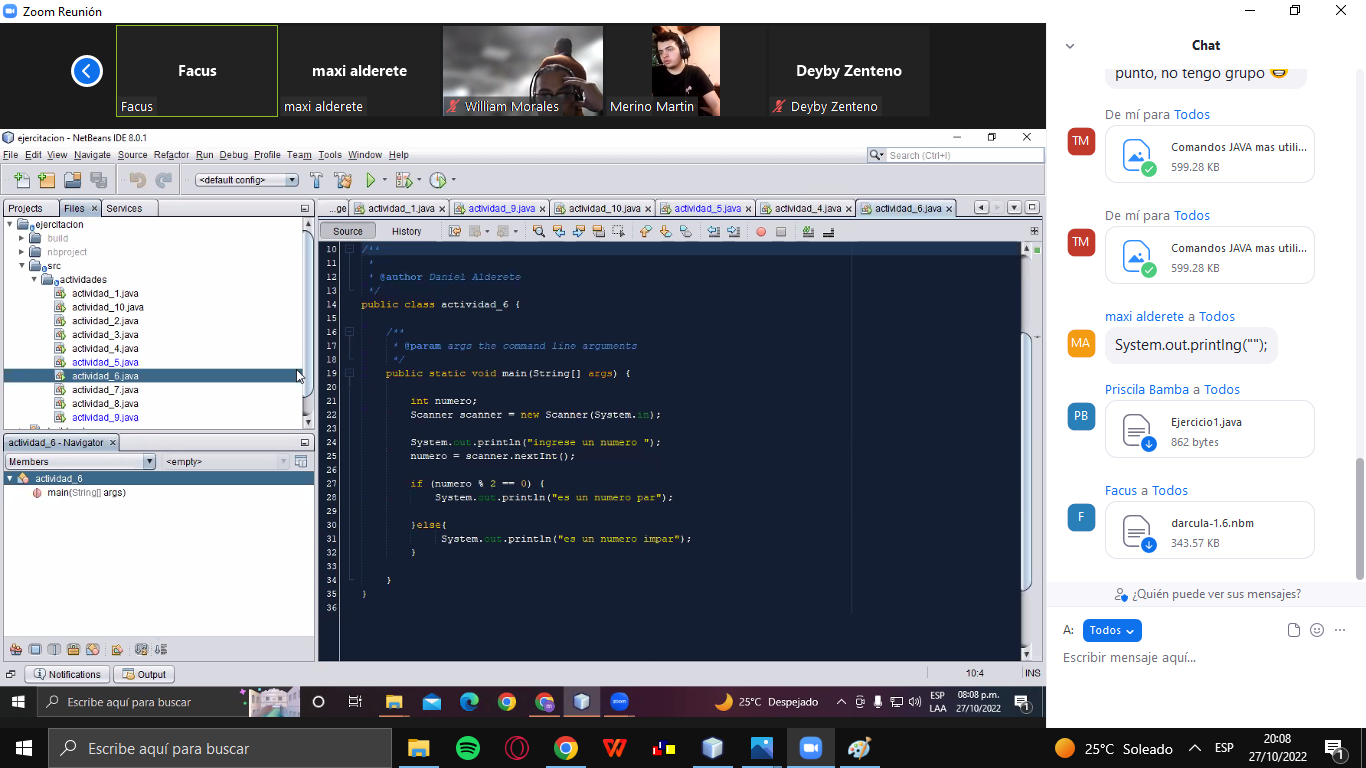 Zoom Reunión
Facus
maxi alderete
Deyby Zenteno
Facus
maxi alderete
William Morales
Merino Martin
Deyby Zenteno
ejercitacion - NetBeans IDE 8.0.1
File Edit View Navigate Source Refactor Run Debug Profile Team Tools Window Help
Search (Ctrl+I)
<default config>
Projects Files Services
...ge actividad_1.java actividad_9.java actividad_10.java actividad_5.java actividad_4.java actividad_6.java
ejercitacion
build
nbproject
src
actividades
actividad_1.java
actividad_10.java
actividad_2.java
actividad_3.java
actividad_4.java
actividad_5.java
actividad_6.java
actividad_7.java
actividad_8.java
actividad_9.java
actividad_6 - Navigator
Members <empty>
actividad_6
main(String[] args)
Source History
10 /**
11 *
12 * @author Daniel Alderete
13 */
14 public class actividad_6 {
15
16 /**
17 * @param args the command line arguments
18 */
19 public static void main(String[] args) {
20
21 int numero;
22 Scanner scanner = new Scanner(System.in);
23
24 System.out.println("ingrese un numero ");
25 numero = scanner.nextInt();
26
27 if (numero % 2 == 0) {
28 System.out.println("es un numero par");
29
30 }else{
31 System.out.println("es un numero impar");
32 }
33
34 }
35 }
36
Notifications Output
10:4 INS
Escribe aquí para buscar
25°C Despejado
ESP
LAA
08:08 p.m.
27/10/2022
1
Chat
punto, no tengo grupo
De mí para Todos
TM
Comandos JAVA mas utili...
599.28 KB
De mí para Todos
TM
Comandos JAVA mas utili...
599.28 KB
maxi alderete a Todos
MA
System.out.printlng("");
Priscila Bamba a Todos
PB
Ejercicio1.java
862 bytes
Facus a Todos
F
darcula-1.6.nbm
343.57 KB
¿Quién puede ver sus mensajes?
A: Todos
Escribir mensaje aquí...
Escribe aquí para buscar
25°C Soleado
ESP
20:08
27/10/2022
1